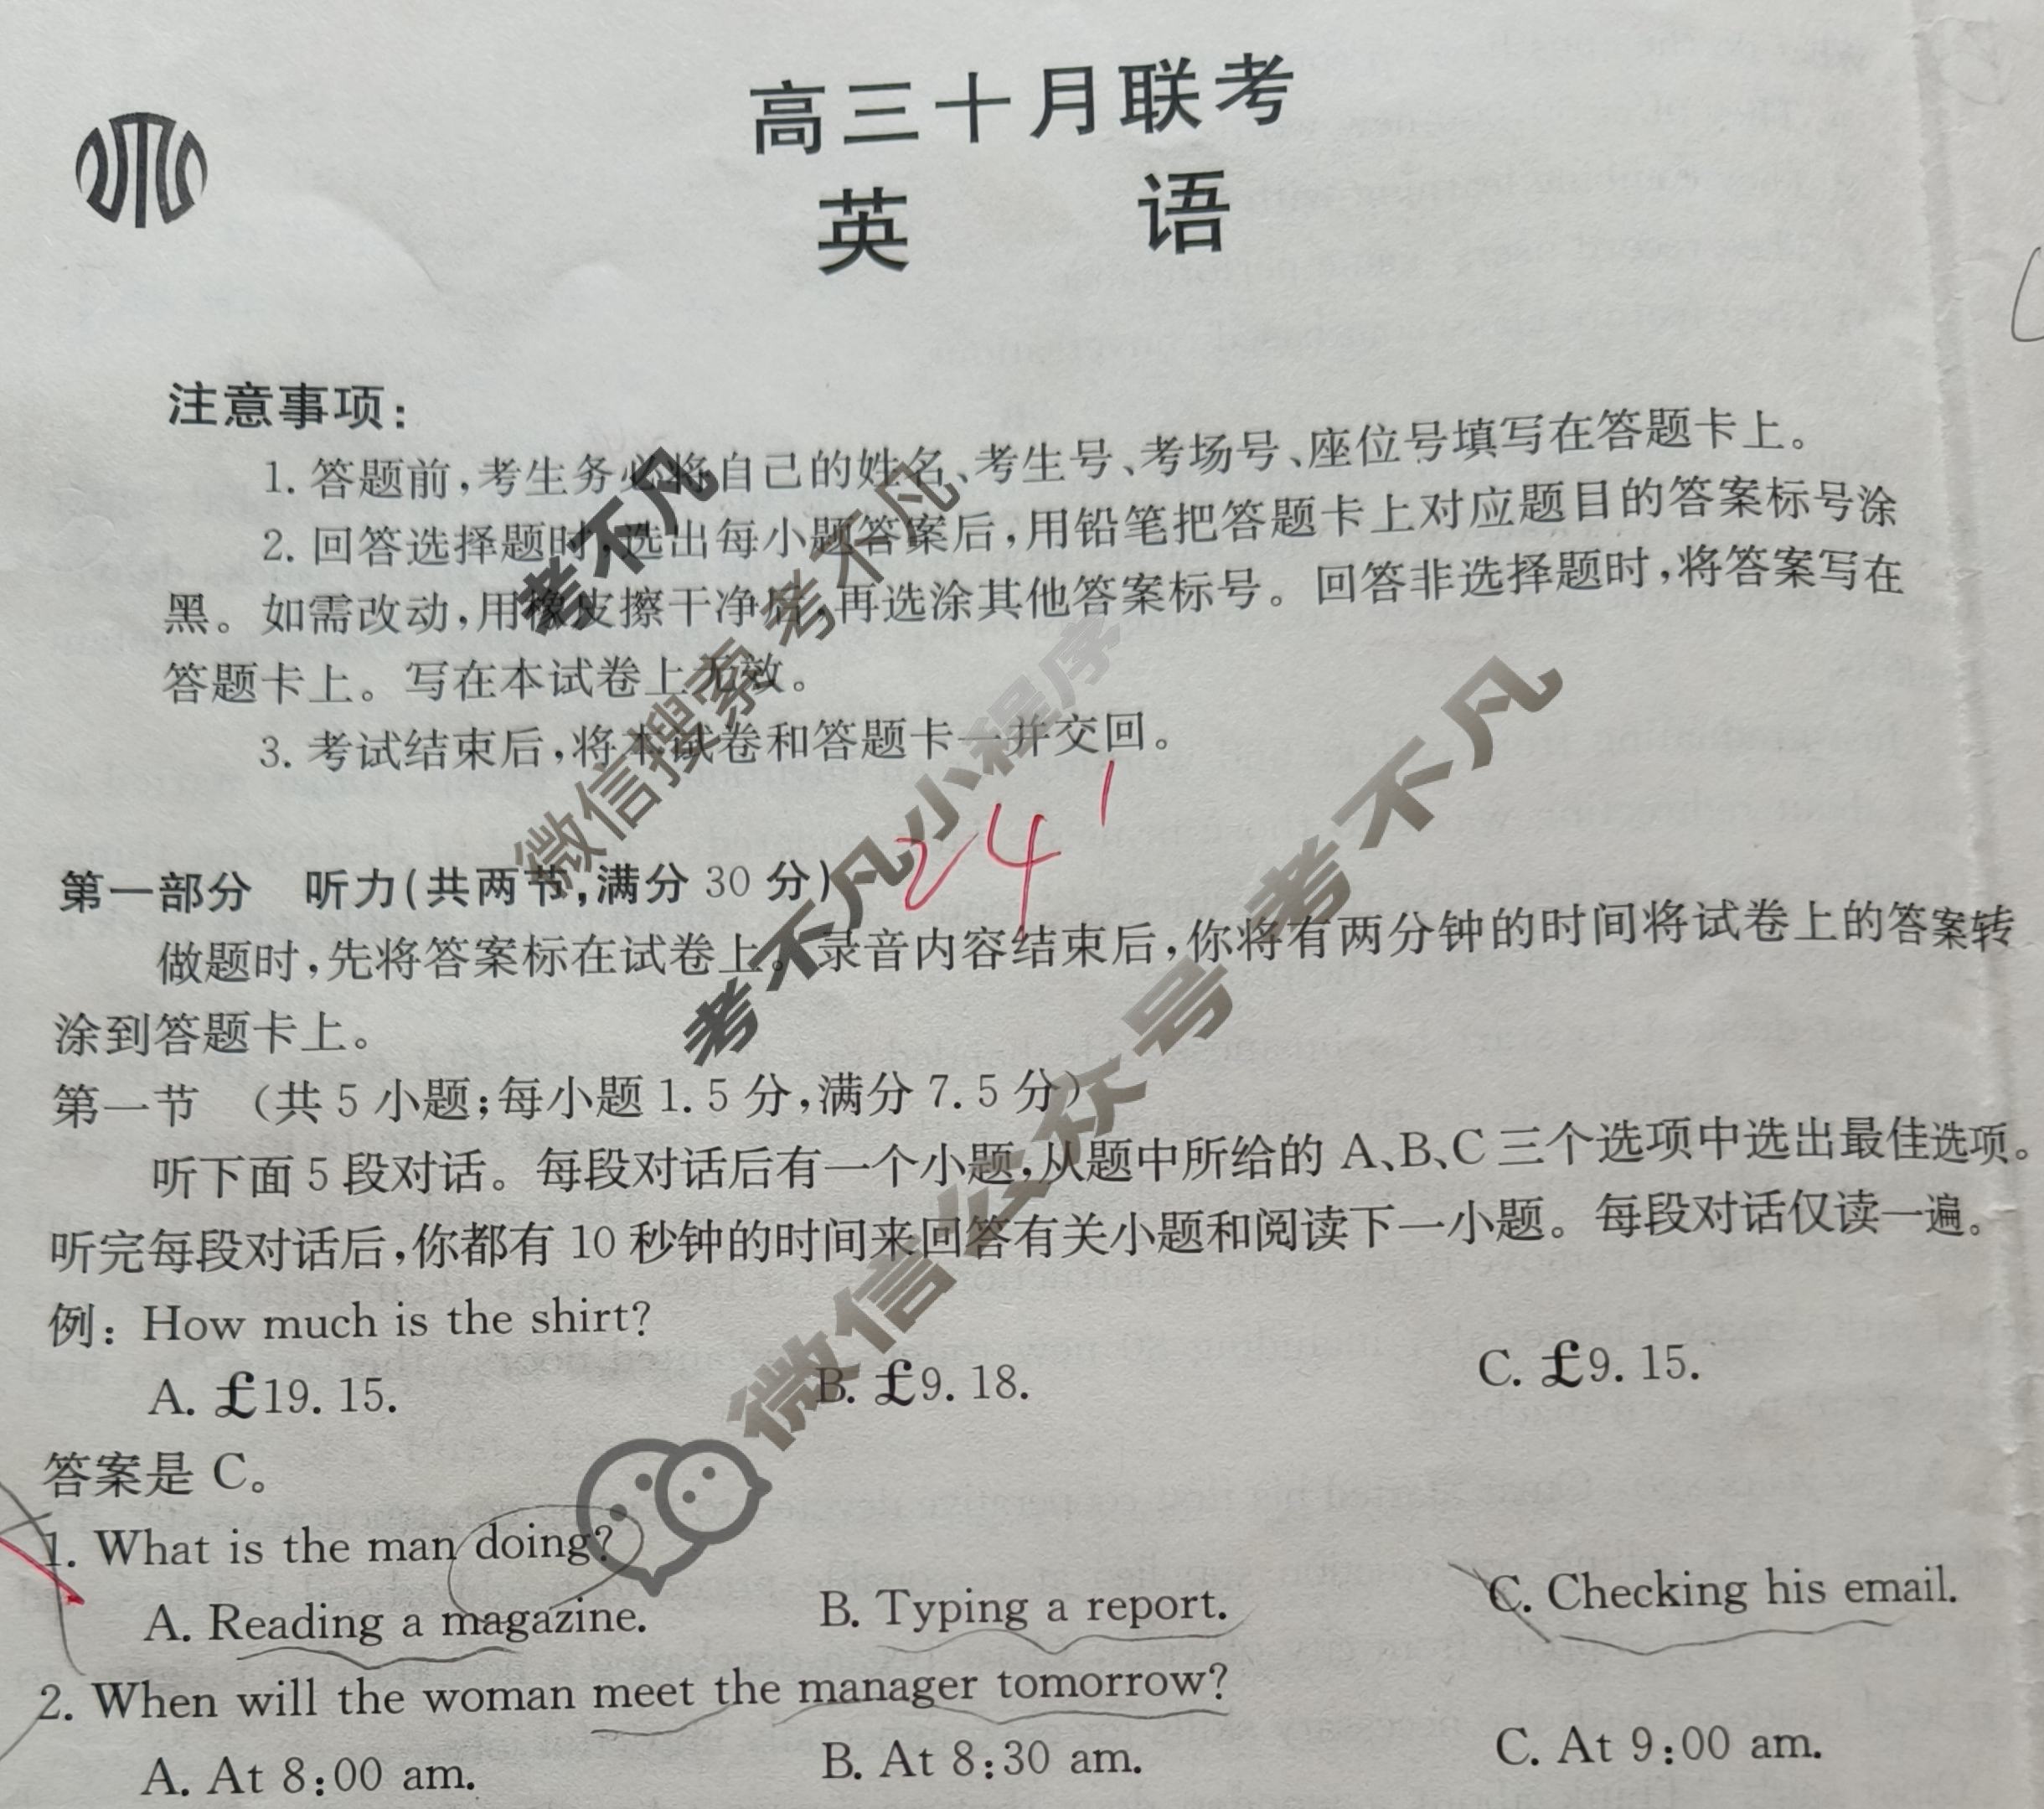 高三十月联考
英 语
注意事项：
1. 答题前，考生务必将自己的姓名、考生号、考场号、座位号填写在答题卡上。
2. 回答选择题时，选出每小题答案后，用铅笔把答题卡上对应题目的答案标号涂
黑。如需改动，用橡皮擦干净后，再选涂其他答案标号。回答非选择题时，将答案写在
答题卡上。写在本试卷上无效。
3. 考试结束后，将本试卷和答题卡一并交回。
24'
第一部分 听力（共两节，满分 30 分）
做题时，先将答案标在试卷上。录音内容结束后，你将有两分钟的时间将试卷上的答案转
涂到答题卡上。
第一节 （共 5 小题；每小题 1.5 分，满分 7.5 分）
听下面 5 段对话。每段对话后有一个小题，从题中所给的 A、B、C 三个选项中选出最佳选项。
听完每段对话后，你都有 10 秒钟的时间来回答有关小题和阅读下一小题。每段对话仅读一遍。
例：How much is the shirt?
A. £19.15. B. £9.18. C. £9.15.
答案是 C。
1. What is the man doing?
A. Reading a magazine. B. Typing a report. C. Checking his email.
2. When will the woman meet the manager tomorrow?
A. At 8:00 am. B. At 8:30 am. C. At 9:00 am.
考不凡
微信搜索 考不凡
考不凡小程序
微信公众号 考不凡